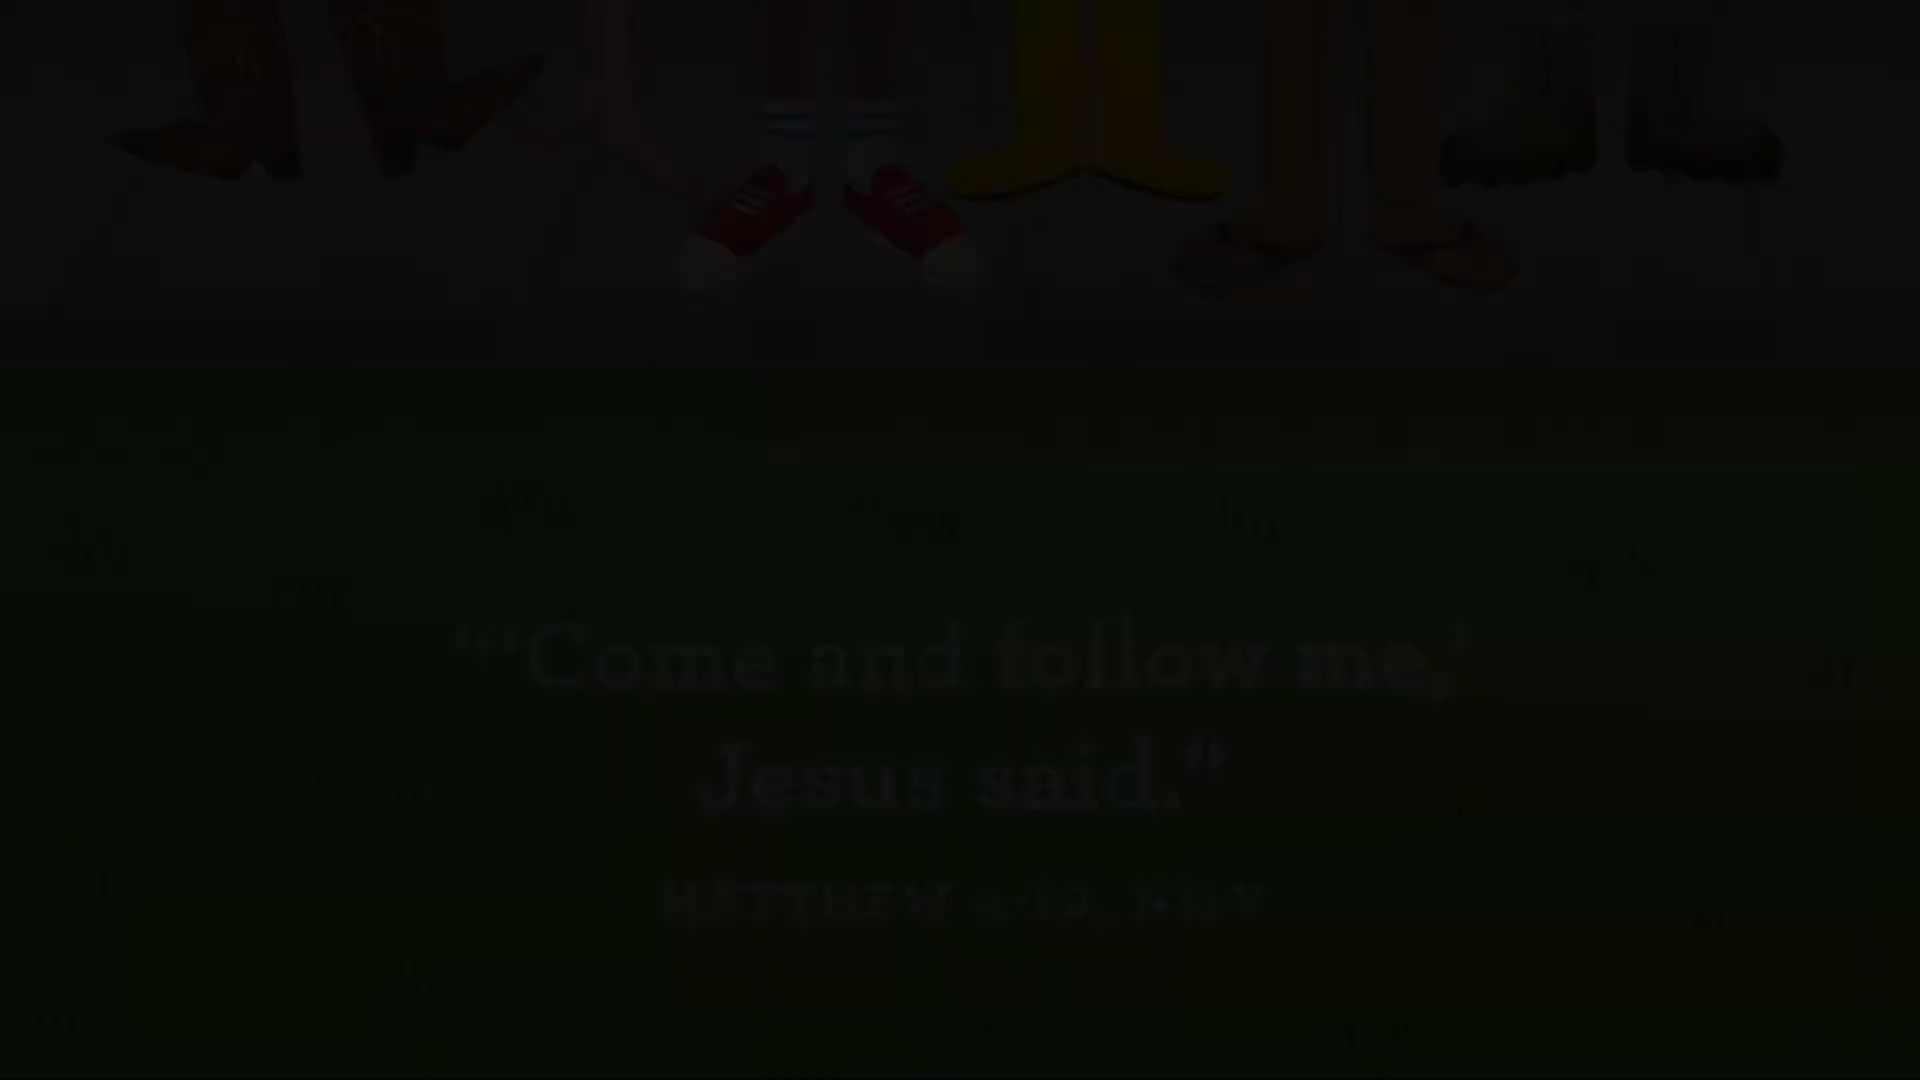 “‘Come and follow me,’
Jesus said.”
MATTHEW 4:19, NIrV